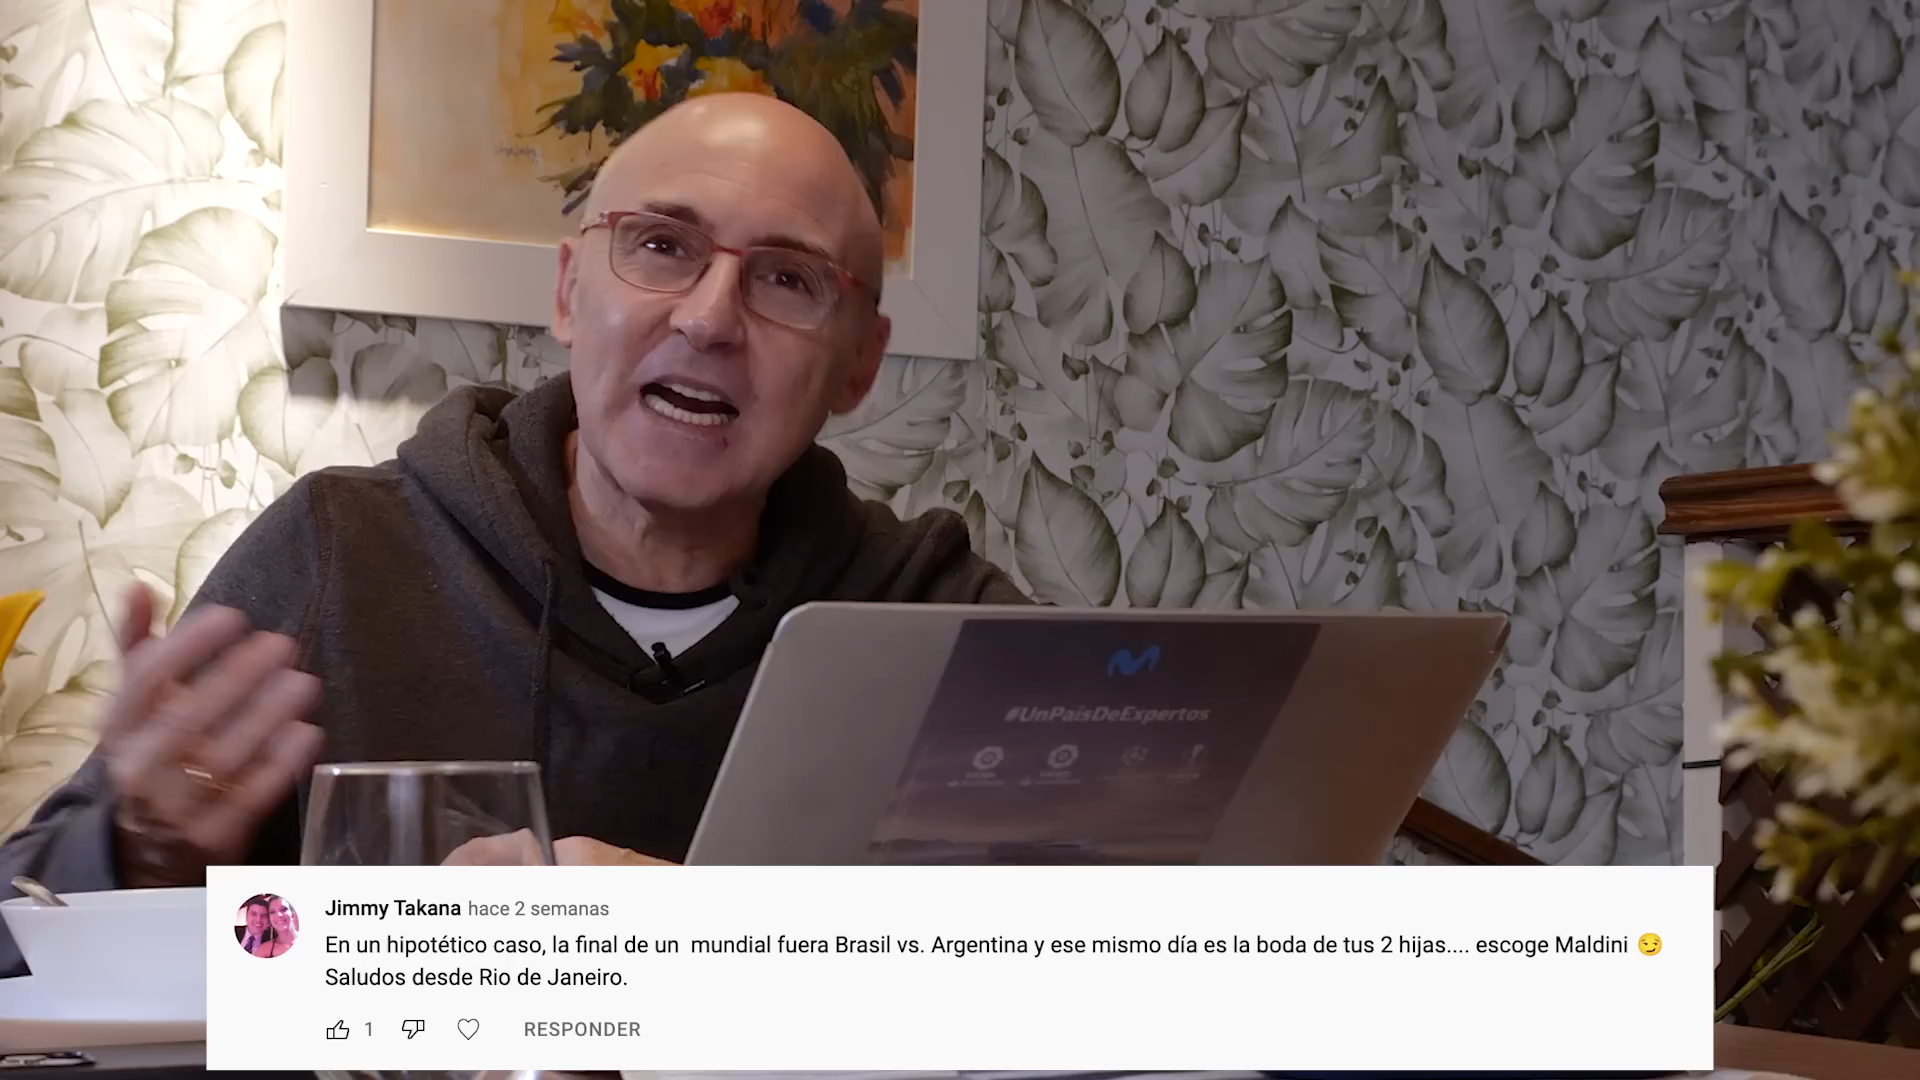 #UnPaísDeExpertos
Jimmy Takana hace 2 semanas
En un hipotético caso, la final de un  mundial fuera Brasil vs. Argentina y ese mismo día es la boda de tus 2 hijas.... escoge Maldini 😏
Saludos desde Rio de Janeiro.
1
RESPONDER